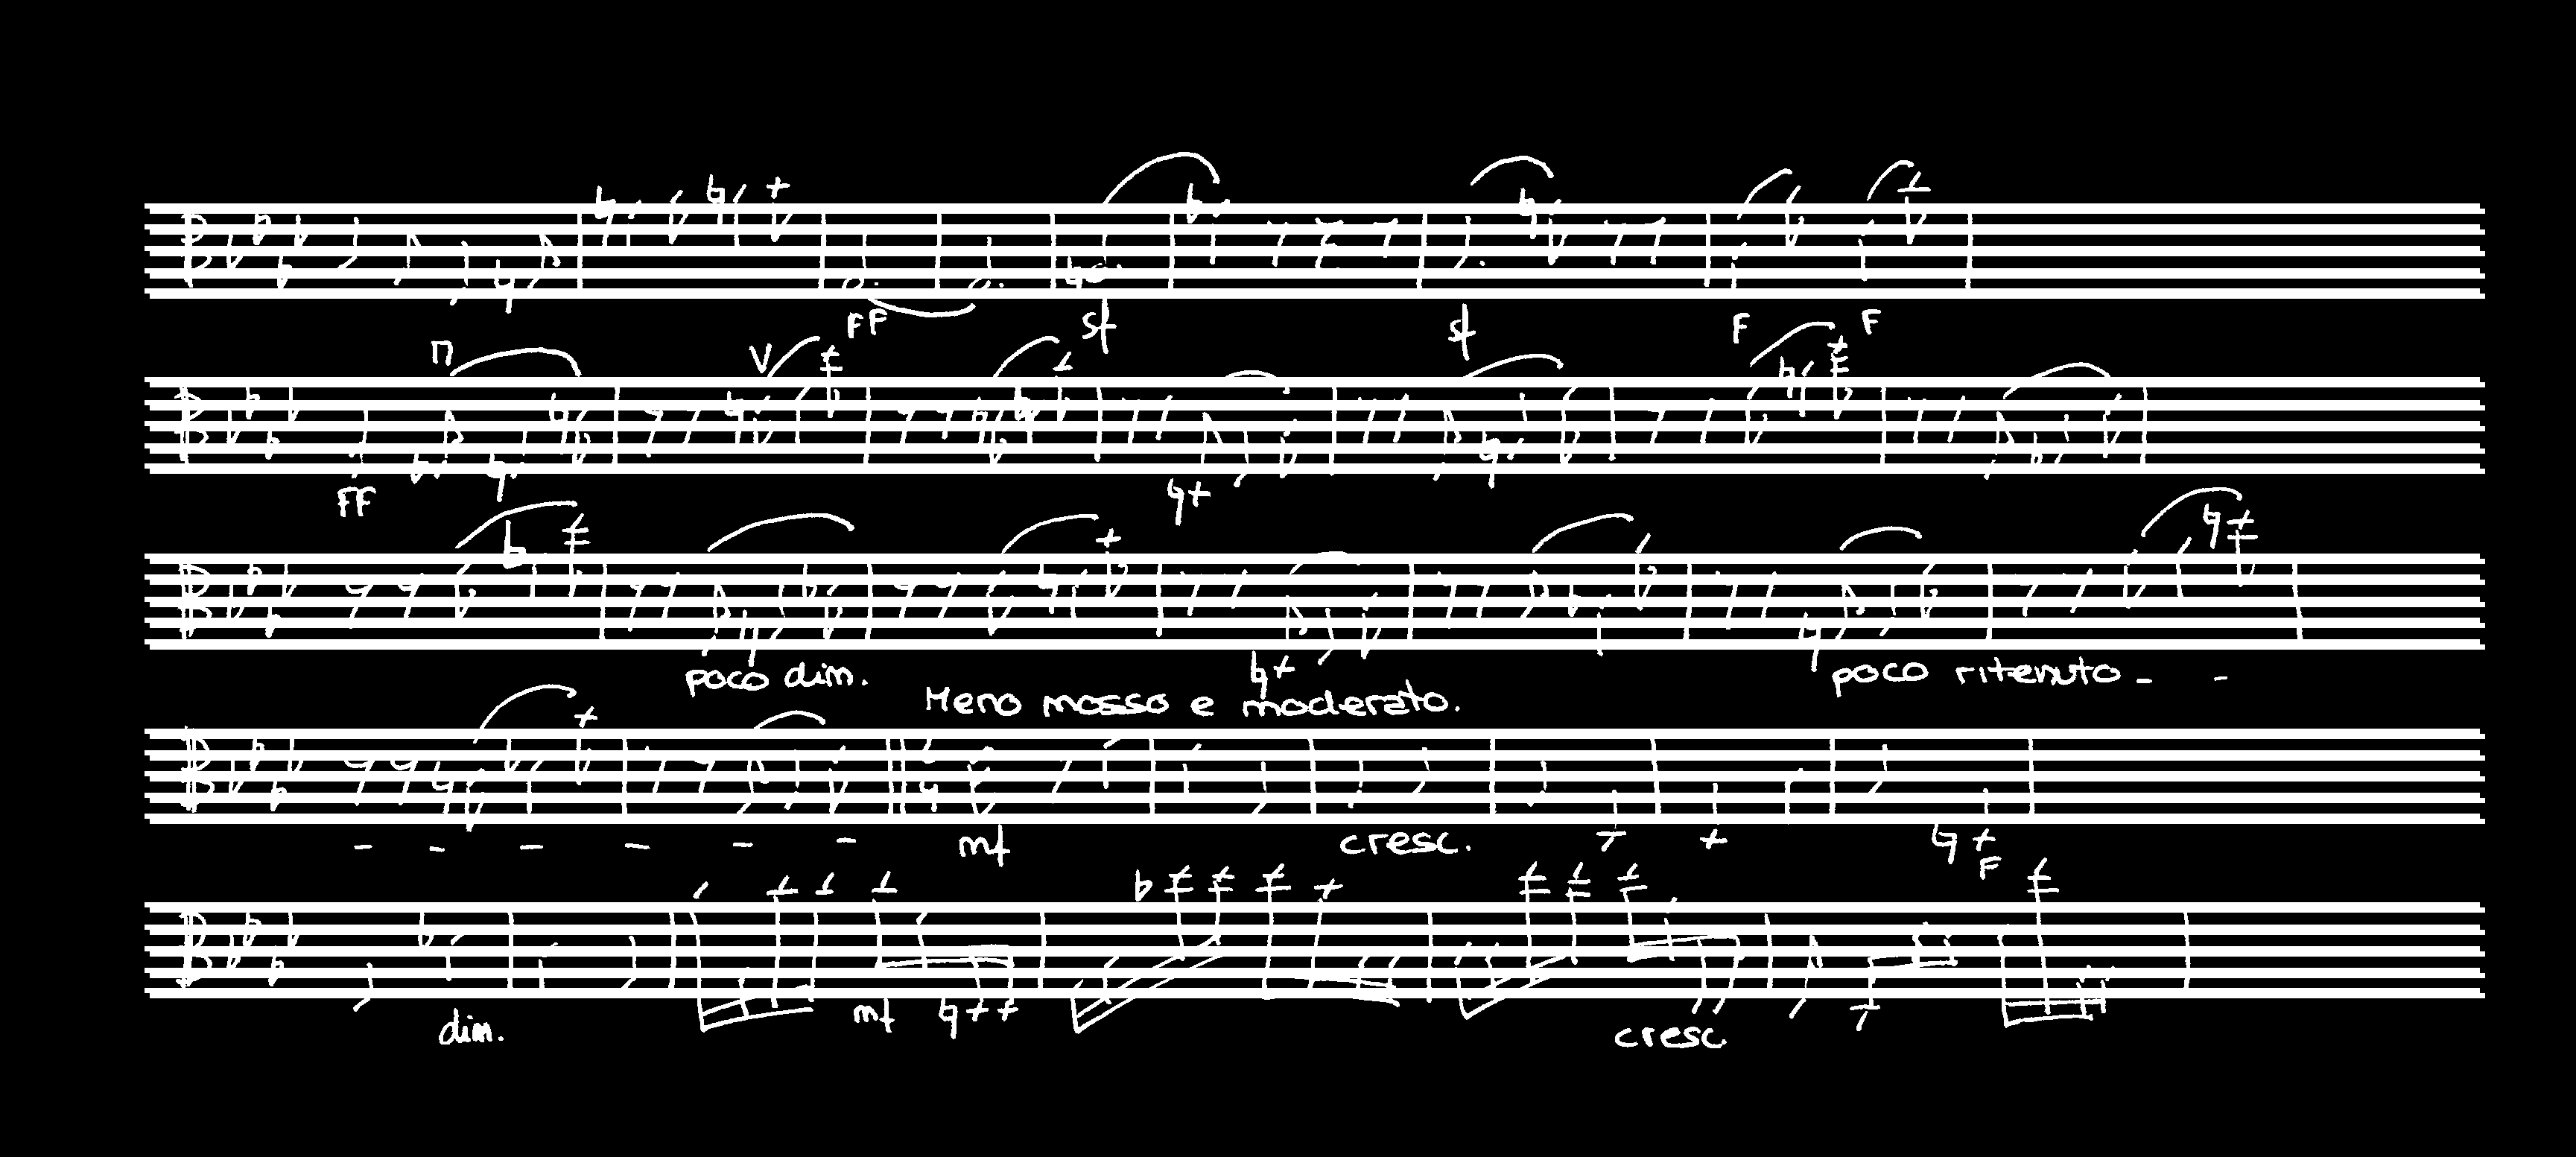 FF sf sf F F
FF
poco dim. poco ritenuto - -
Meno mosso e moderato.
- - - - - - mf cresc. F
dim. mf cresc.